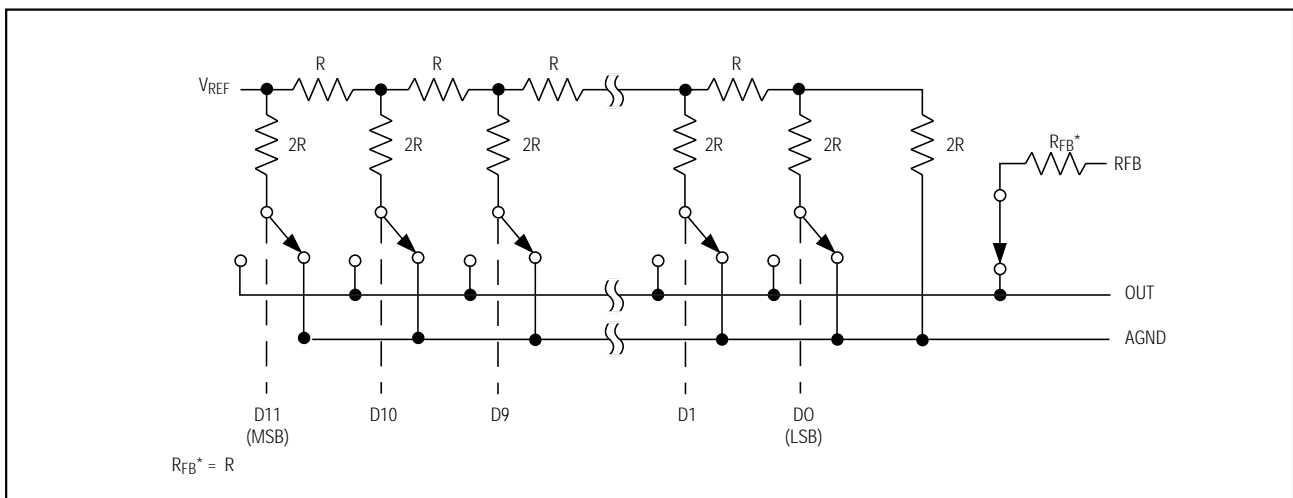 R R R R
VREF
2R 2R 2R 2R 2R 2R
RFB*
RFB
OUT
AGND
D11 D10 D9 D1 D0
(MSB) (LSB)
RFB* = R